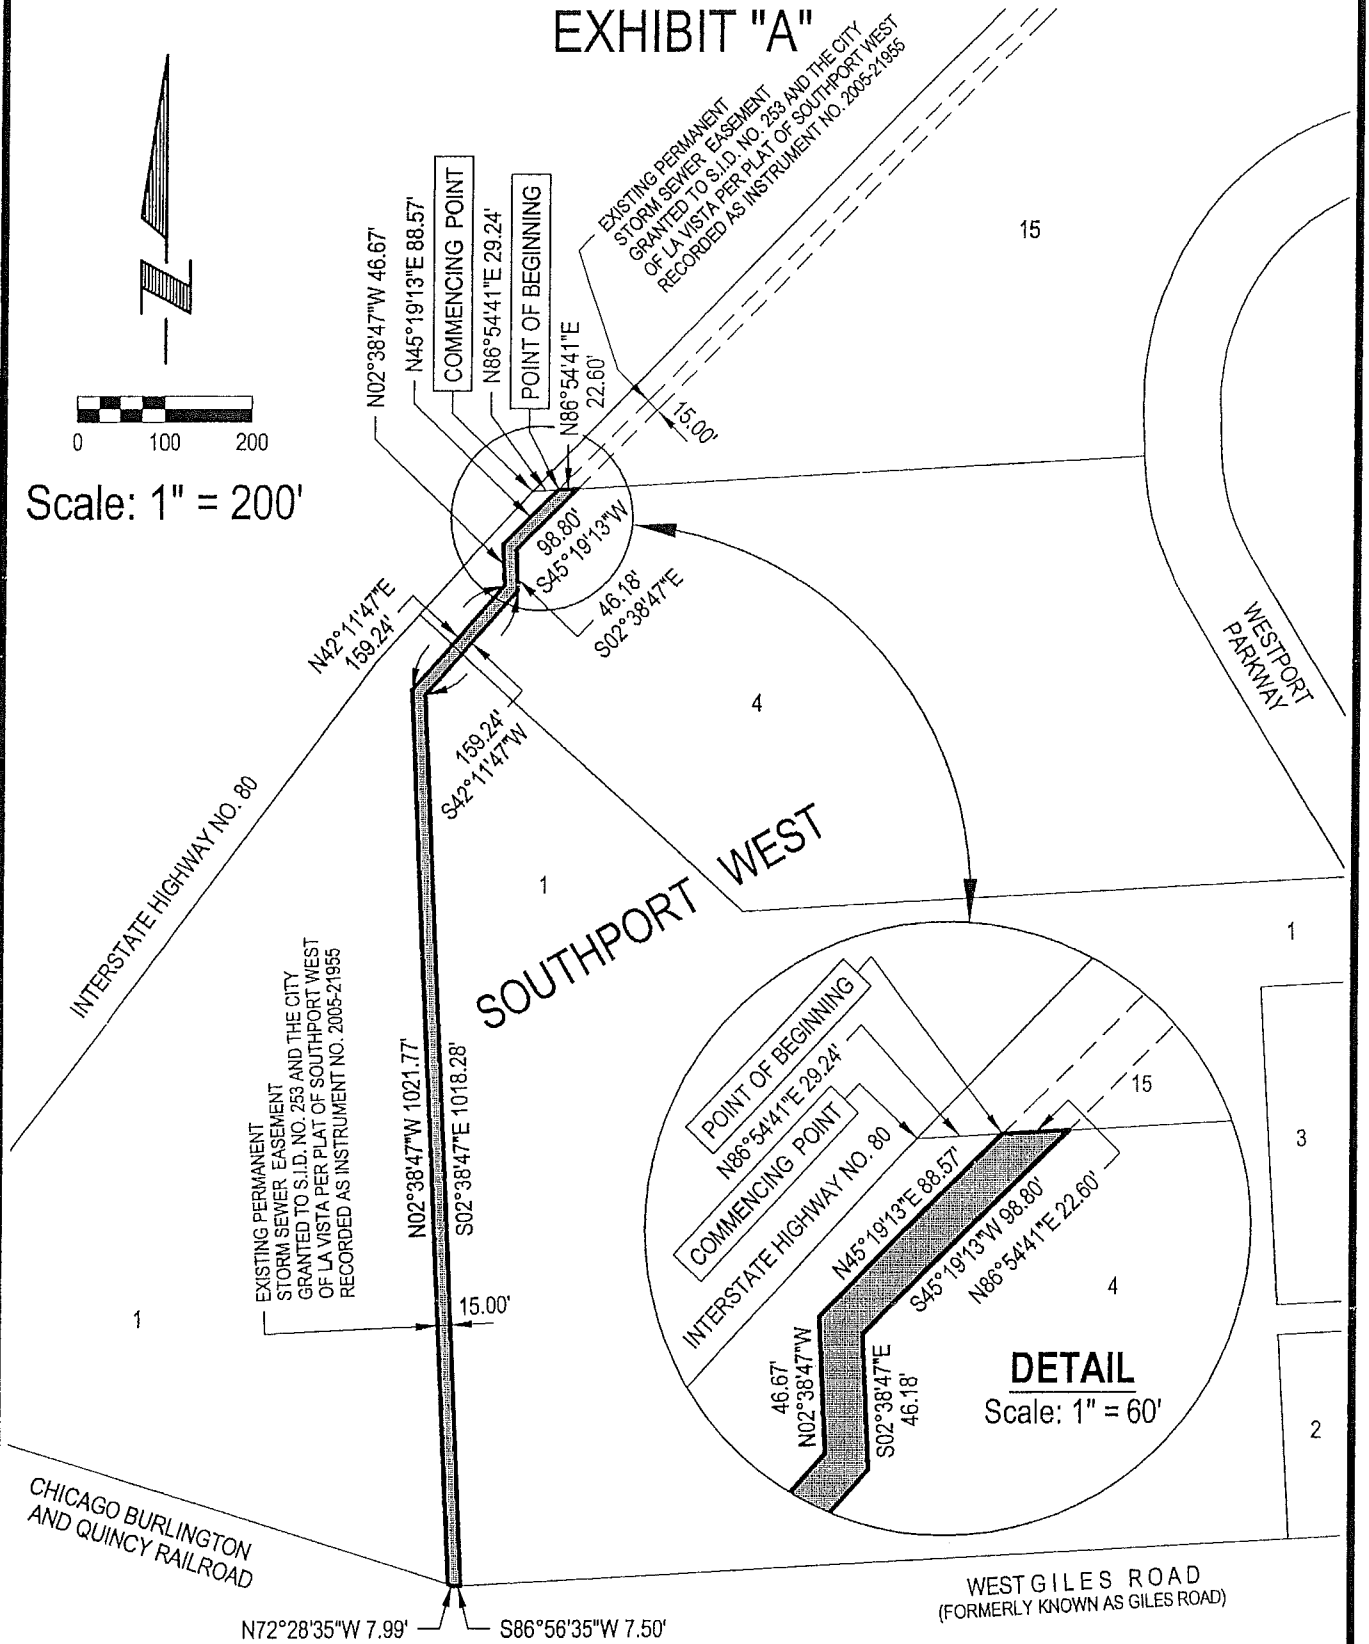 EXHIBIT "A"
EXISTING PERMANENT
STORM SEWER EASEMENT
GRANTED TO S.I.D. NO. 253 AND THE CITY
OF LA VISTA PER PLAT OF SOUTHPORT WEST
RECORDED AS INSTRUMENT NO. 2005-21955
N02°38'47"W 46.67'
N45°19'13"E 88.57'
COMMENCING POINT
N86°54'41"E 29.24'
POINT OF BEGINNING
N86°54'41"E
22.60'
15.00'
15
0 100 200
Scale: 1" = 200'
98.80'
S45°19'13"W
46.18'
S02°38'47"E
N42°11'47"E
159.24'
159.24'
S42°11'47"W
WESTPORT
PARKWAY
4
INTERSTATE HIGHWAY NO. 80
1
SOUTHPORT WEST
1
EXISTING PERMANENT
STORM SEWER EASEMENT
GRANTED TO S.I.D. NO. 253 AND THE CITY
OF LA VISTA PER PLAT OF SOUTHPORT WEST
RECORDED AS INSTRUMENT NO. 2005-21955
N02°38'47"W 1021.77'
S02°38'47"E 1018.28'
15.00'
1
POINT OF BEGINNING
N86°54'41"E 29.24'
COMMENCING POINT
INTERSTATE HIGHWAY NO. 80
15
N45°19'13"E 88.57'
S45°19'13"W 98.80'
N86°54'41"E 22.60'
4
46.67'
N02°38'47"W
S02°38'47"E
46.18'
DETAIL
Scale: 1" = 60'
3
2
CHICAGO BURLINGTON
AND QUINCY RAILROAD
WEST GILES ROAD
(FORMERLY KNOWN AS GILES ROAD)
N72°28'35"W 7.99'
S86°56'35"W 7.50'